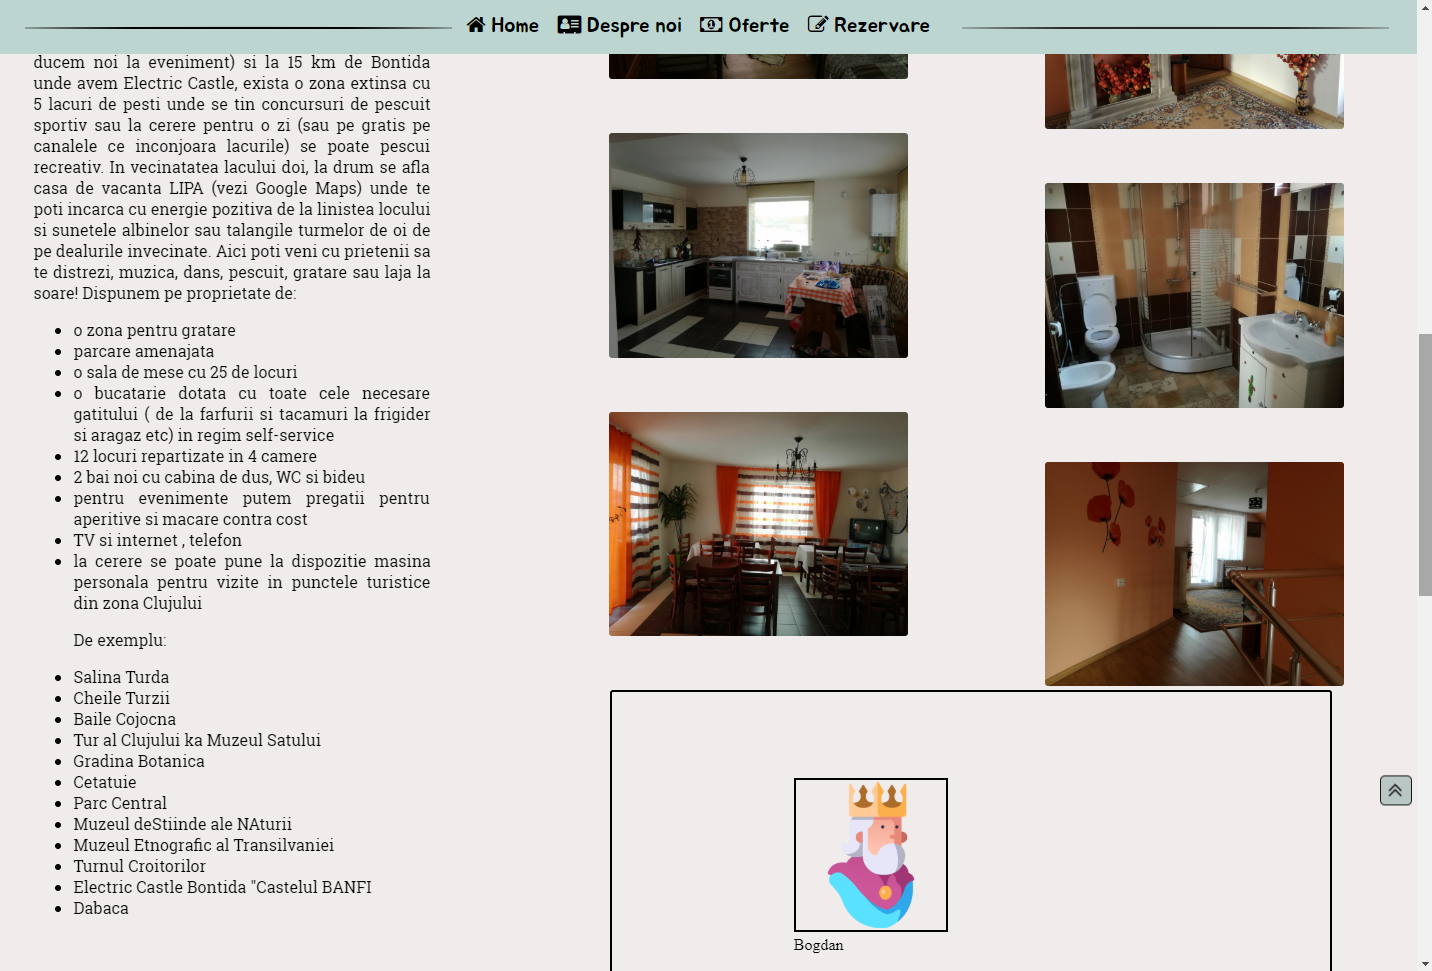 Home Despre noi Oferte Rezervare
ducem noi la eveniment) si la 15 km de Bontida
unde avem Electric Castle, exista o zona extinsa cu
5 lacuri de pesti unde se tin concursuri de pescuit
sportiv sau la cerere pentru o zi (sau pe gratis pe
canalele ce inconjoara lacurile) se poate pescui
recreativ. In vecinatatea lacului doi, la drum se afla
casa de vacanta LIPA (vezi Google Maps) unde te
poti incarca cu energie pozitiva de la linistea locului
si sunetele albinelor sau talangile turmelor de oi de
pe dealurile invecinate. Aici poti veni cu prietenii sa
te distrezi, muzica, dans, pescuit, gratare sau laja la
soare! Dispunem pe proprietate de:
o zona pentru gratare
parcare amenajata
o sala de mese cu 25 de locuri
o bucatarie dotata cu toate cele necesare
gatitului ( de la farfurii si tacamuri la frigider
si aragaz etc) in regim self-service
12 locuri repartizate in 4 camere
2 bai noi cu cabina de dus, WC si bideu
pentru evenimente putem pregatii pentru
aperitive si macare contra cost
TV si internet , telefon
la cerere se poate pune la dispozitie masina
personala pentru vizite in punctele turistice
din zona Clujului
De exemplu:
Salina Turda
Cheile Turzii
Baile Cojocna
Tur al Clujului ka Muzeul Satului
Gradina Botanica
Cetatuie
Parc Central
Muzeul deStiinde ale NAturii
Muzeul Etnografic al Transilvaniei
Turnul Croitorilor
Electric Castle Bontida "Castelul BANFI
Dabaca
Bogdan